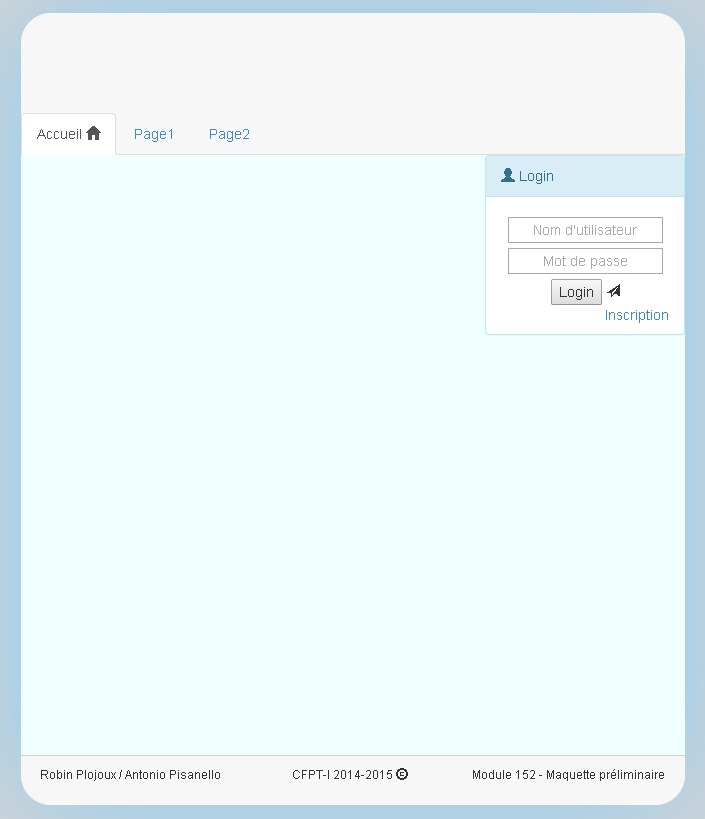 Accueil Page1 Page2
Login
Nom d'utilisateur
Mot de passe
Login
Inscription
Robin Plojoux / Antonio Pisanello CFPT-I 2014-2015 © Module 152 - Maquette préliminaire